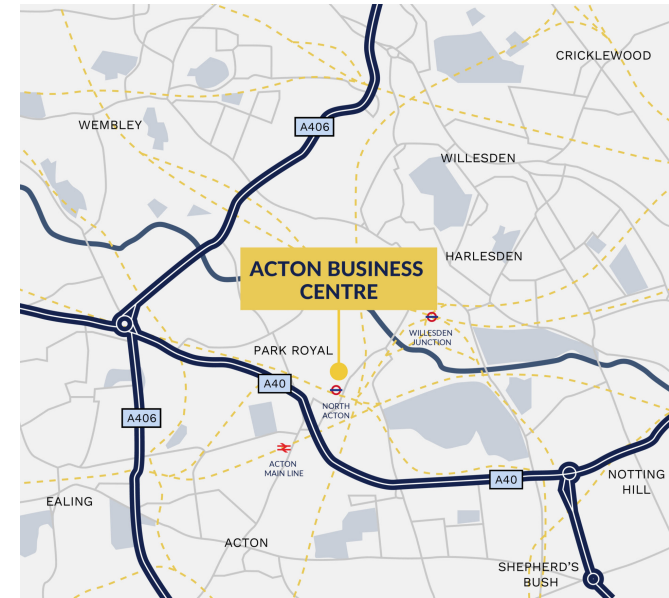 CRICKLEWOOD
WEMBLEY
A406
WILLESDEN
HARLESDEN
ACTON BUSINESS
CENTRE
WILLESDEN
JUNCTION
PARK ROYAL
A40
NORTH
ACTON
A406
ACTON
MAIN LINE
A40
NOTTING
HILL
EALING
ACTON
SHEPHERD'S
BUSH